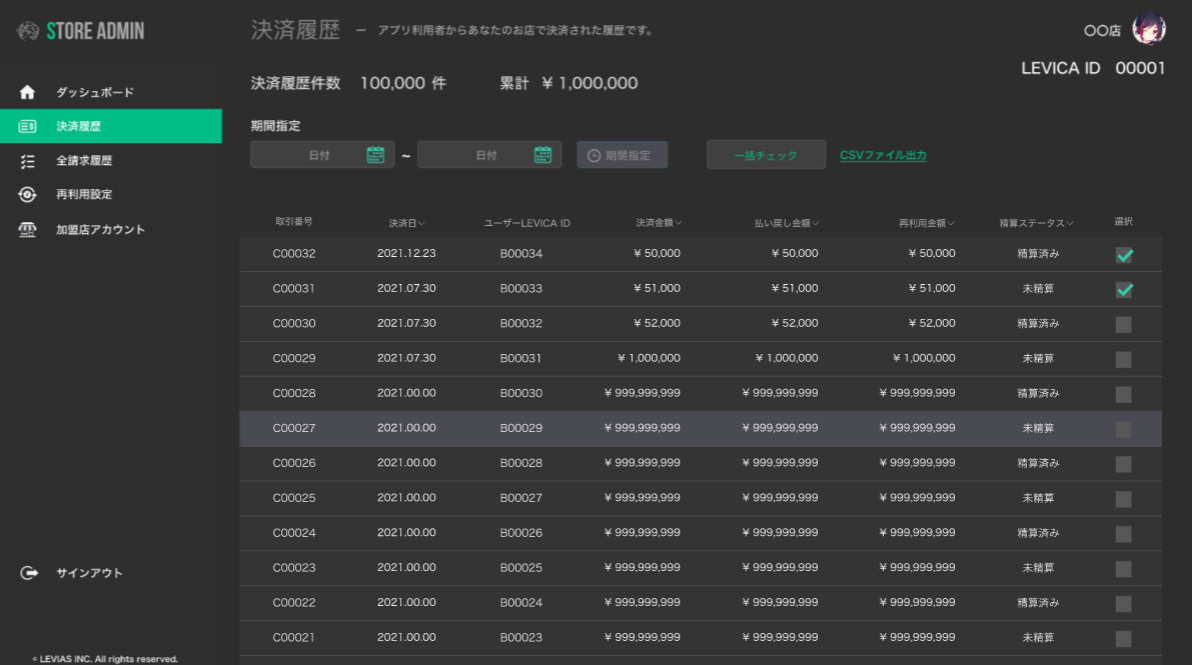 STORE ADMIN
決済履歴 ー アプリ利用者からあなたのお店で決済された履歴です。
〇〇店
LEVICA ID 00001
決済履歴件数 100,000 件 累計 ¥ 1,000,000
ダッシュボード
決済履歴
全請求履歴
再利用設定
加盟店アカウント
サインアウト
© LEVIAS INC. All rights reserved.
期間指定
日付 ~ 日付 期間指定 一括チェック CSVファイル出力
取引番号 決済日 ユーザーLEVICA ID 決済金額 払い戻し金額 再利用金額 精算ステータス 選択
C00032 2021.12.23 B00034 ¥ 50,000 ¥ 50,000 ¥ 50,000 精算済み
C00031 2021.07.30 B00033 ¥ 51,000 ¥ 51,000 ¥ 51,000 未精算
C00030 2021.07.30 B00032 ¥ 52,000 ¥ 52,000 ¥ 52,000 精算済み
C00029 2021.07.30 B00031 ¥ 1,000,000 ¥ 1,000,000 ¥ 1,000,000 未精算
C00028 2021.00.00 B00030 ¥ 999,999,999 ¥ 999,999,999 ¥ 999,999,999 精算済み
C00027 2021.00.00 B00029 ¥ 999,999,999 ¥ 999,999,999 ¥ 999,999,999 未精算
C00026 2021.00.00 B00028 ¥ 999,999,999 ¥ 999,999,999 ¥ 999,999,999 精算済み
C00025 2021.00.00 B00027 ¥ 999,999,999 ¥ 999,999,999 ¥ 999,999,999 未精算
C00024 2021.00.00 B00026 ¥ 999,999,999 ¥ 999,999,999 ¥ 999,999,999 精算済み
C00023 2021.00.00 B00025 ¥ 999,999,999 ¥ 999,999,999 ¥ 999,999,999 未精算
C00022 2021.00.00 B00024 ¥ 999,999,999 ¥ 999,999,999 ¥ 999,999,999 精算済み
C00021 2021.00.00 B00023 ¥ 999,999,999 ¥ 999,999,999 ¥ 999,999,999 未精算